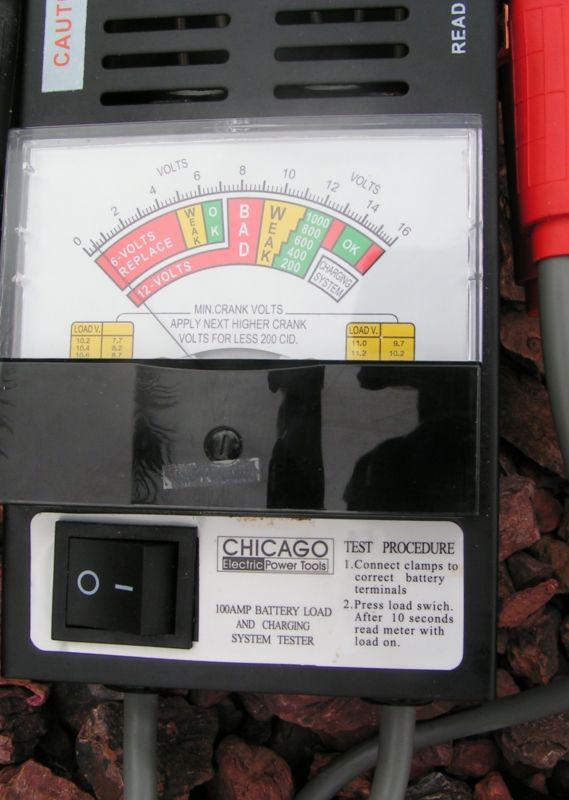 CAUT
READ
VOLTS
VOLTS
0 2 4 6 8 10 12 14 16
6-VOLTS
REPLACE
WEAK
OK
BAD
WEAK
1000
800
600
400
200
OK
12-VOLTS
CHARGING
SYSTEM
MIN.CRANK VOLTS
APPLY NEXT HIGHER CRANK
VOLTS FOR LESS 200 CID.
LOAD V.
10.2 7.7
10.4 8.2
10.6 8.7
LOAD V.
11.0 9.7
11.2 10.2
O I
CHICAGO
Electric Power Tools
100AMP BATTERY LOAD
AND CHARGING
SYSTEM TESTER
TEST PROCEDURE
1.Connect clamps to
correct battery
terminals
2.Press load swich.
After 10 seconds
read meter with
load on.